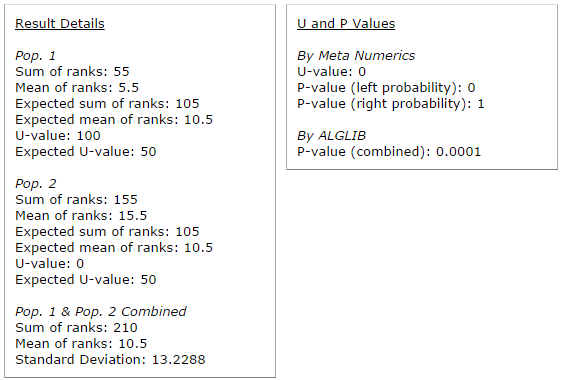 Result Details
Pop. 1
Sum of ranks: 55
Mean of ranks: 5.5
Expected sum of ranks: 105
Expected mean of ranks: 10.5
U-value: 100
Expected U-value: 50
Pop. 2
Sum of ranks: 155
Mean of ranks: 15.5
Expected sum of ranks: 105
Expected mean of ranks: 10.5
U-value: 0
Expected U-value: 50
Pop. 1 & Pop. 2 Combined
Sum of ranks: 210
Mean of ranks: 10.5
Standard Deviation: 13.2288
U and P Values
By Meta Numerics
U-value: 0
P-value (left probability): 0
P-value (right probability): 1
By ALGLIB
P-value (combined): 0.0001